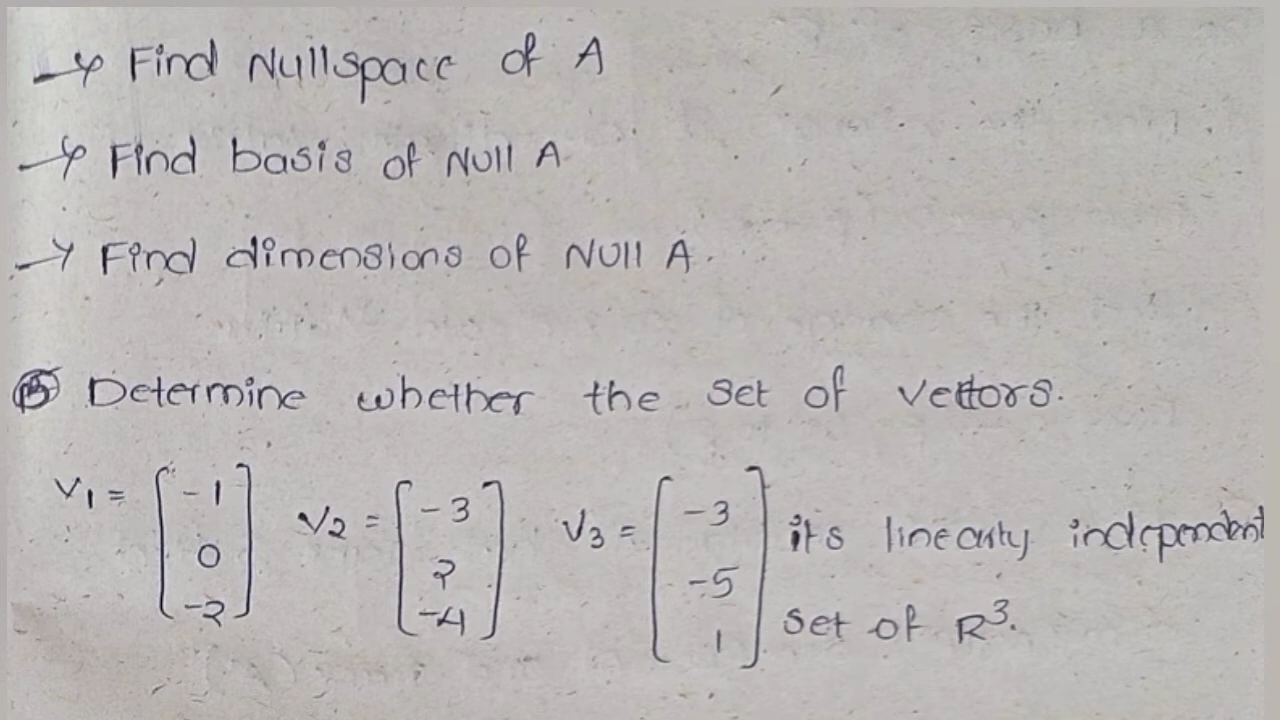 → Find Nullspace of A
→ Find basis of Null A
→ Find dimensions of Null A.
Determine whether the set of vettors.
V1 = [-1 0 -2] V2 = [-3 2 -4] V3 = [-3 -5 1] its linearly independent
set of R³.